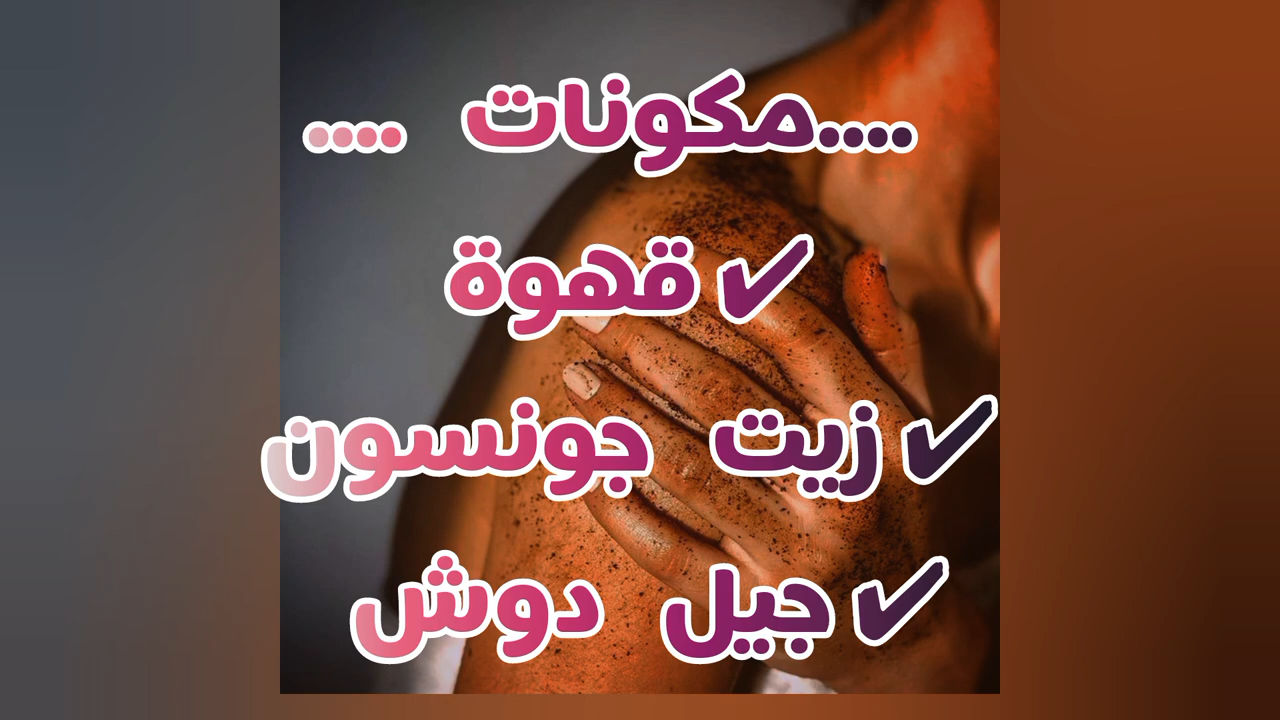 ....مكونات ....
✔قهوة
✔زيت جونسون
✔جيل دوش